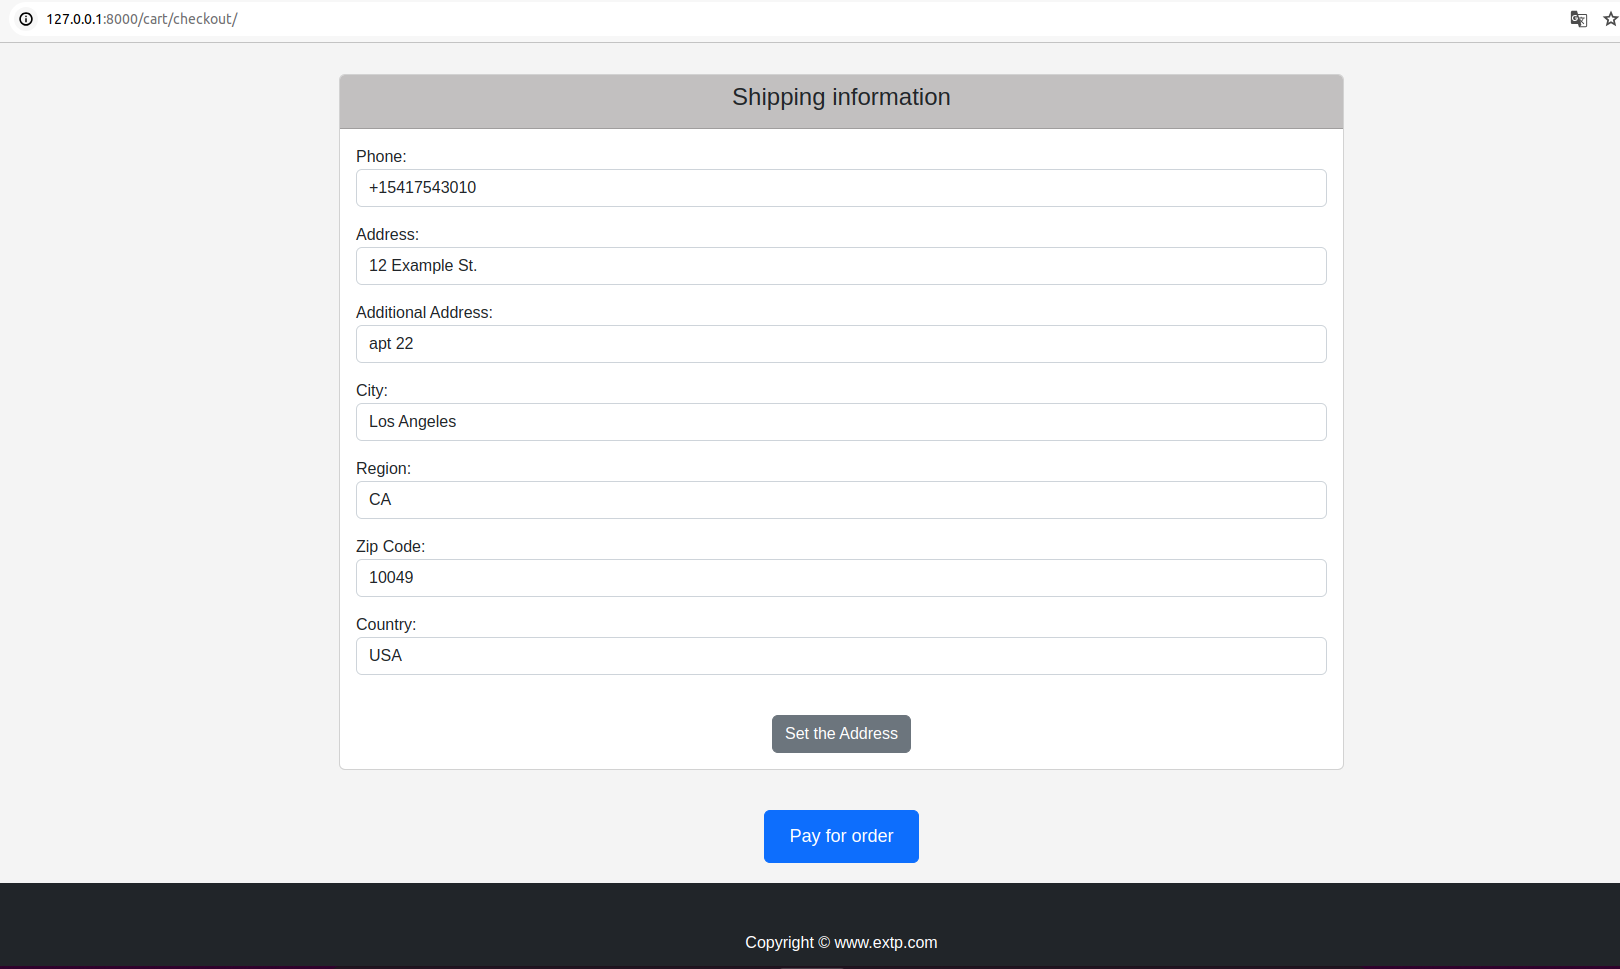 127.0.0.1:8000/cart/checkout/
Shipping information
Phone:
+15417543010
Address:
12 Example St.
Additional Address:
apt 22
City:
Los Angeles
Region:
CA
Zip Code:
10049
Country:
USA
Set the Address
Pay for order
Copyright © www.extp.com